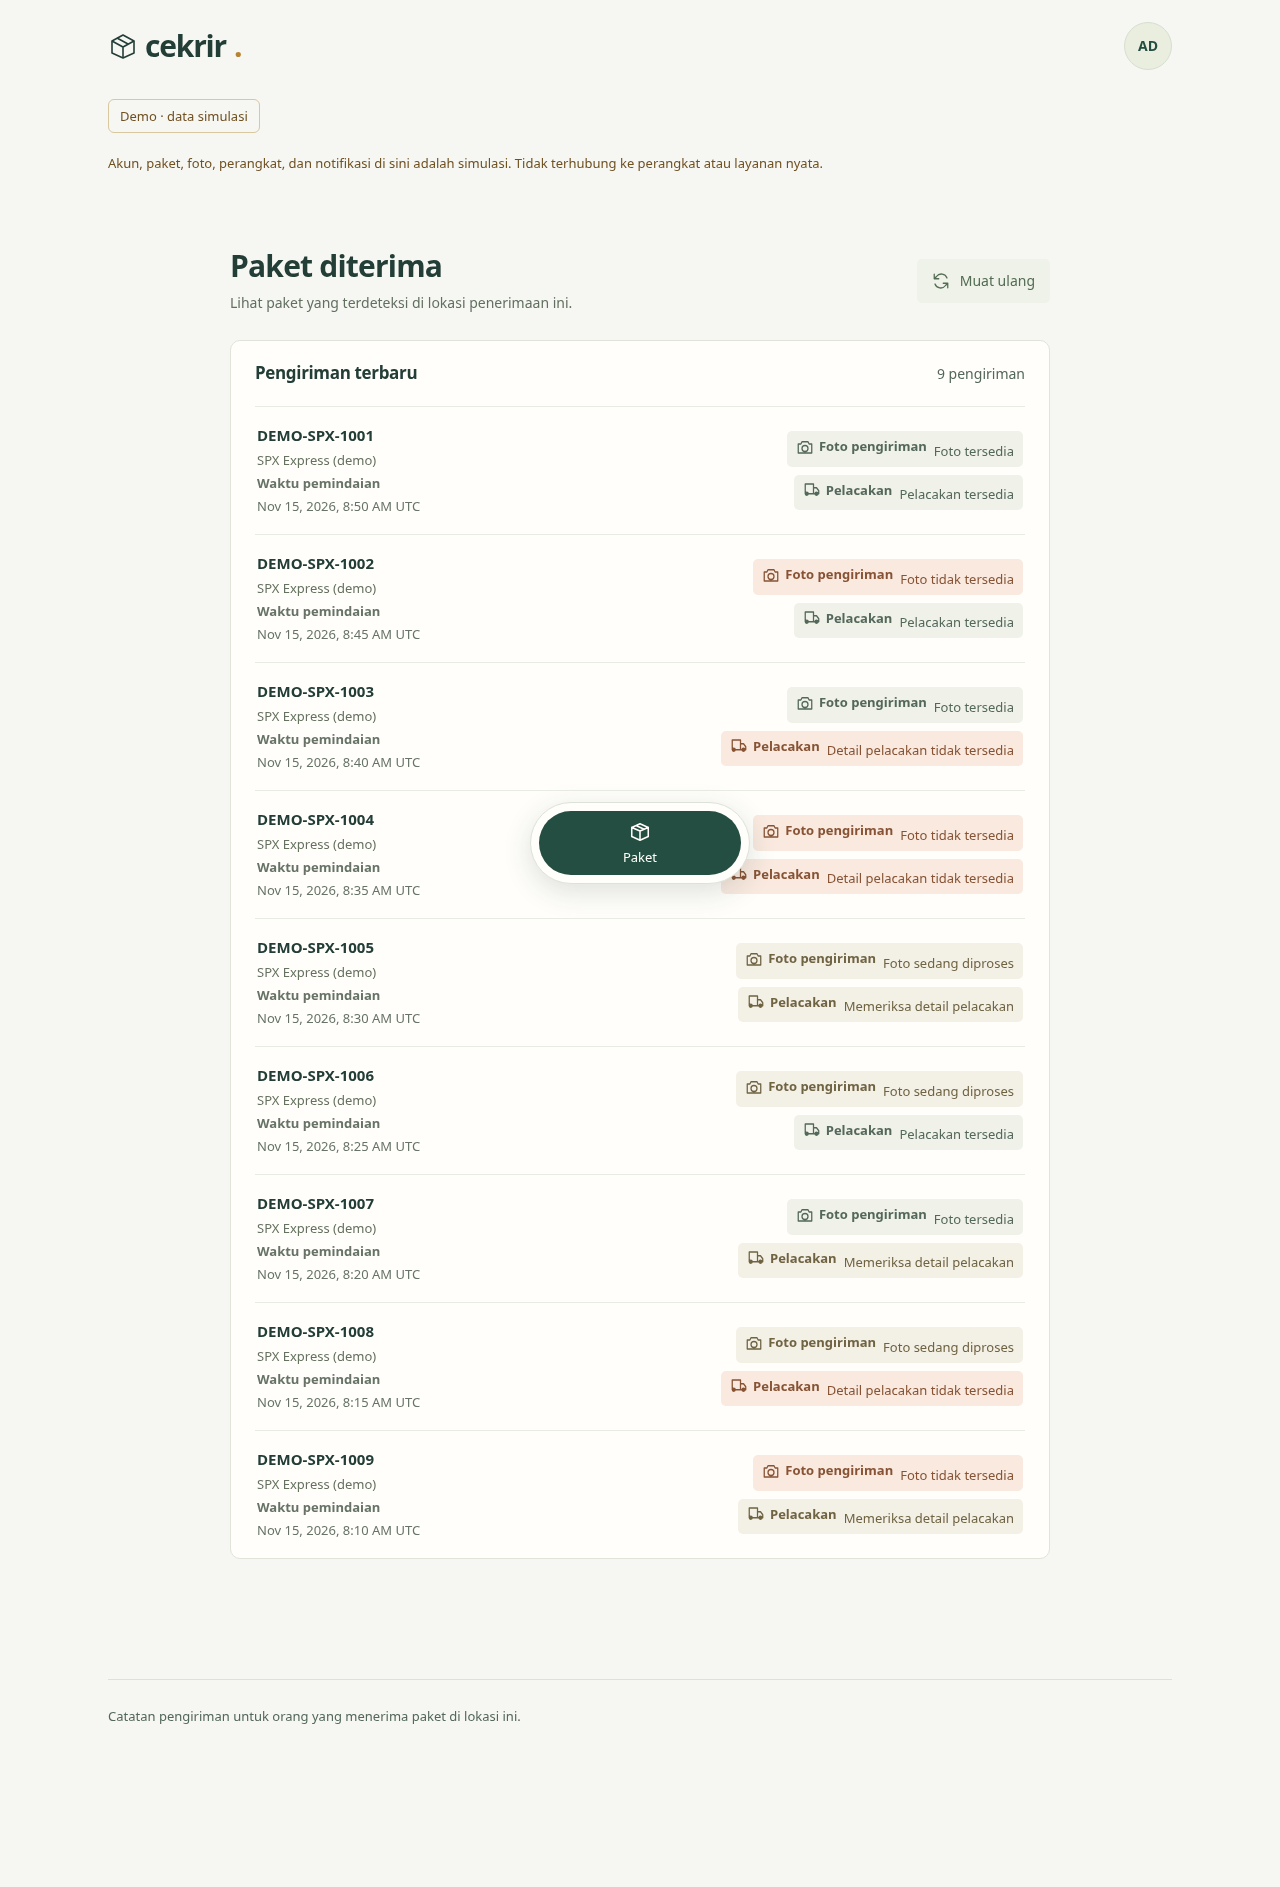 cekrir.
AD
Demo · data simulasi
Akun, paket, foto, perangkat, dan notifikasi di sini adalah simulasi. Tidak terhubung ke perangkat atau layanan nyata.
Paket diterima
Lihat paket yang terdeteksi di lokasi penerimaan ini.
Muat ulang
Pengiriman terbaru
9 pengiriman
DEMO-SPX-1001
SPX Express (demo)
Waktu pemindaian
Nov 15, 2026, 8:50 AM UTC
Foto pengiriman Foto tersedia
Pelacakan Pelacakan tersedia
DEMO-SPX-1002
SPX Express (demo)
Waktu pemindaian
Nov 15, 2026, 8:45 AM UTC
Foto pengiriman Foto tidak tersedia
Pelacakan Pelacakan tersedia
DEMO-SPX-1003
SPX Express (demo)
Waktu pemindaian
Nov 15, 2026, 8:40 AM UTC
Foto pengiriman Foto tersedia
Pelacakan Detail pelacakan tidak tersedia
DEMO-SPX-1004
SPX Express (demo)
Waktu pemindaian
Nov 15, 2026, 8:35 AM UTC
Paket
Foto pengiriman Foto tidak tersedia
Pelacakan Detail pelacakan tidak tersedia
DEMO-SPX-1005
SPX Express (demo)
Waktu pemindaian
Nov 15, 2026, 8:30 AM UTC
Foto pengiriman Foto sedang diproses
Pelacakan Memeriksa detail pelacakan
DEMO-SPX-1006
SPX Express (demo)
Waktu pemindaian
Nov 15, 2026, 8:25 AM UTC
Foto pengiriman Foto sedang diproses
Pelacakan Pelacakan tersedia
DEMO-SPX-1007
SPX Express (demo)
Waktu pemindaian
Nov 15, 2026, 8:20 AM UTC
Foto pengiriman Foto tersedia
Pelacakan Memeriksa detail pelacakan
DEMO-SPX-1008
SPX Express (demo)
Waktu pemindaian
Nov 15, 2026, 8:15 AM UTC
Foto pengiriman Foto sedang diproses
Pelacakan Detail pelacakan tidak tersedia
DEMO-SPX-1009
SPX Express (demo)
Waktu pemindaian
Nov 15, 2026, 8:10 AM UTC
Foto pengiriman Foto tidak tersedia
Pelacakan Memeriksa detail pelacakan
Catatan pengiriman untuk orang yang menerima paket di lokasi ini.